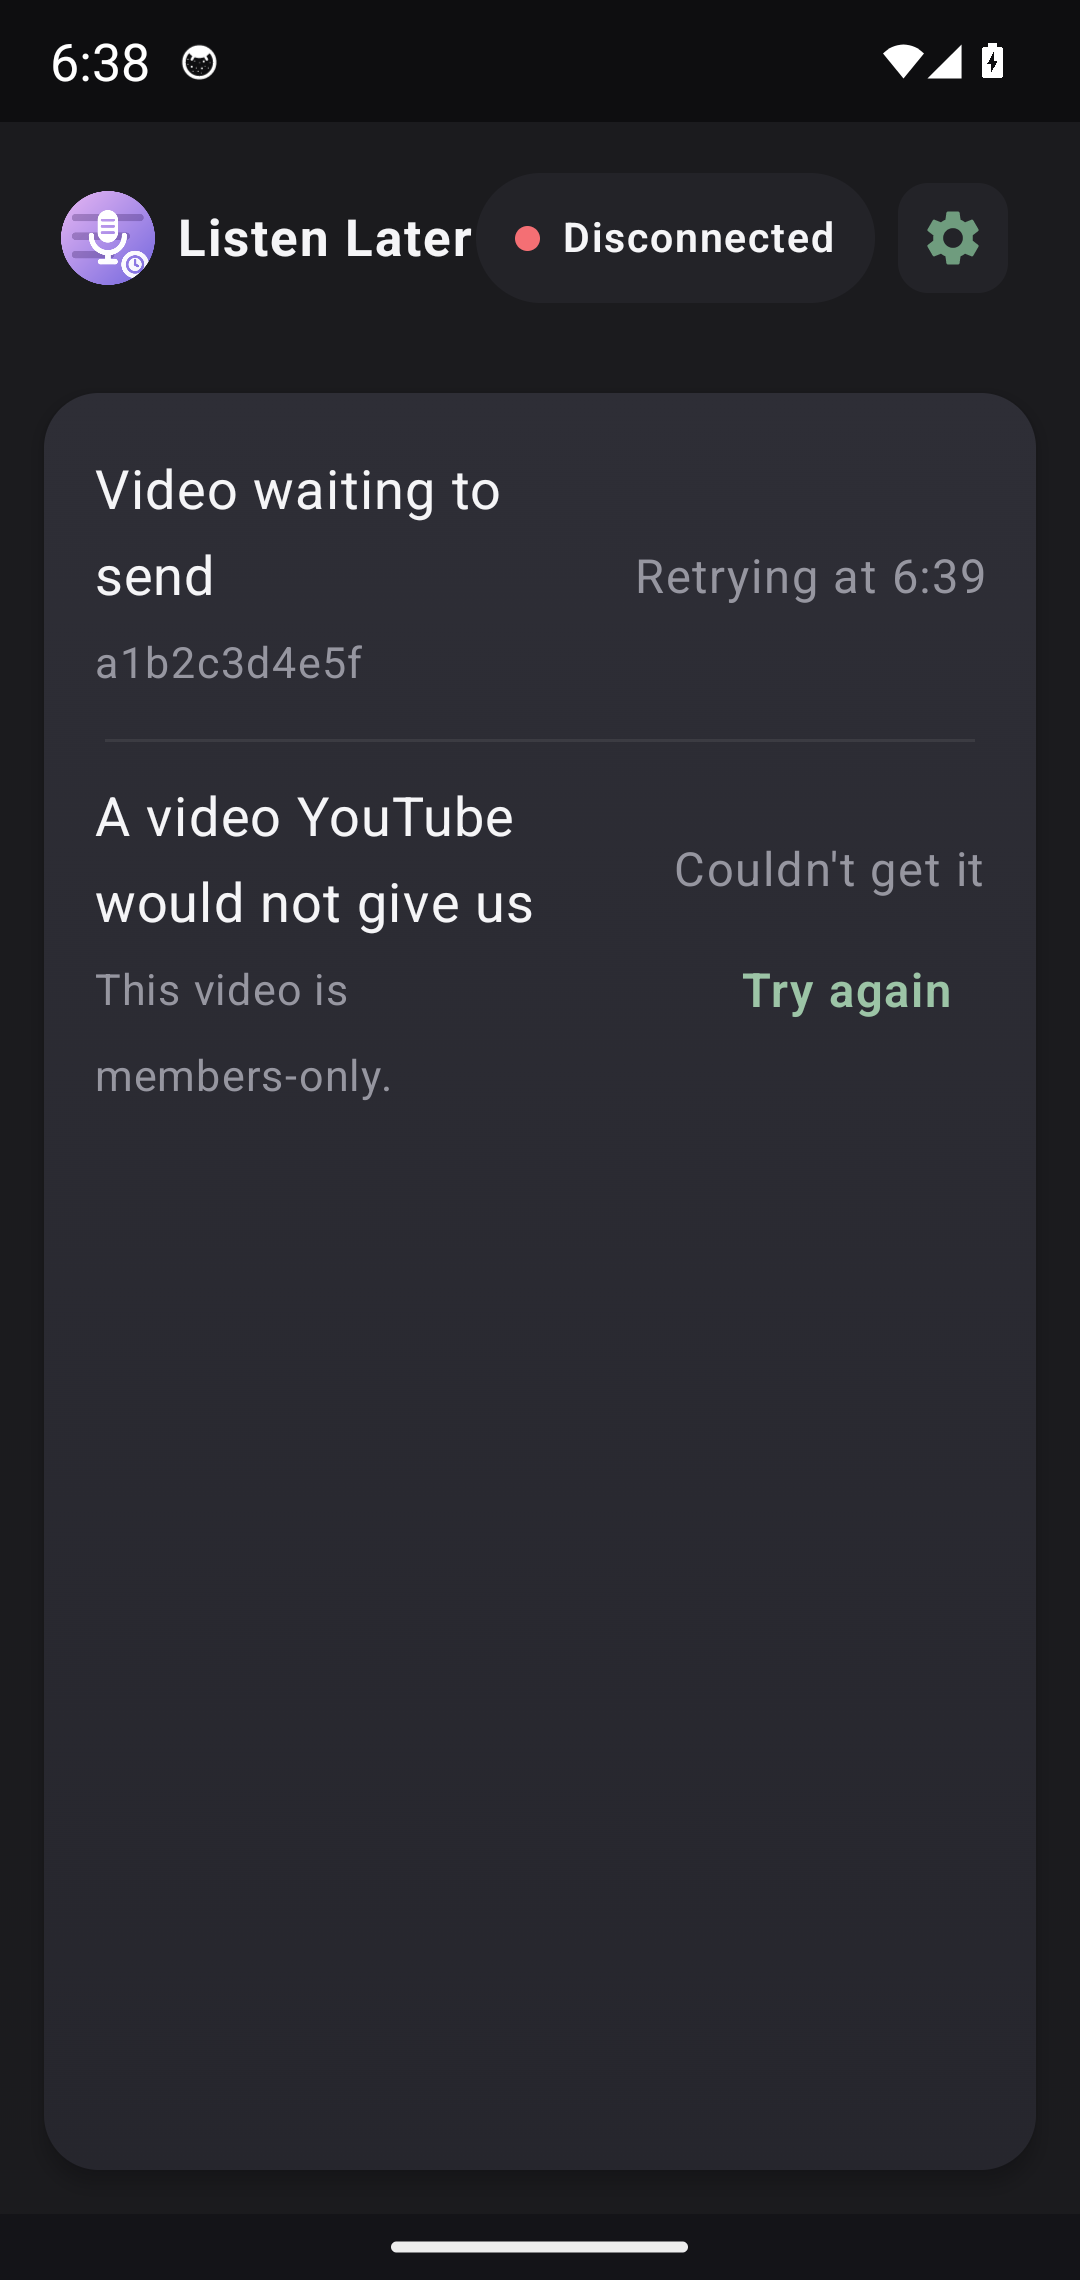 6:38
Listen Later
Disconnected
Video waiting to
send
Retrying at 6:39
a1b2c3d4e5f
A video YouTube
would not give us
Couldn't get it
This video is
members-only.
Try again